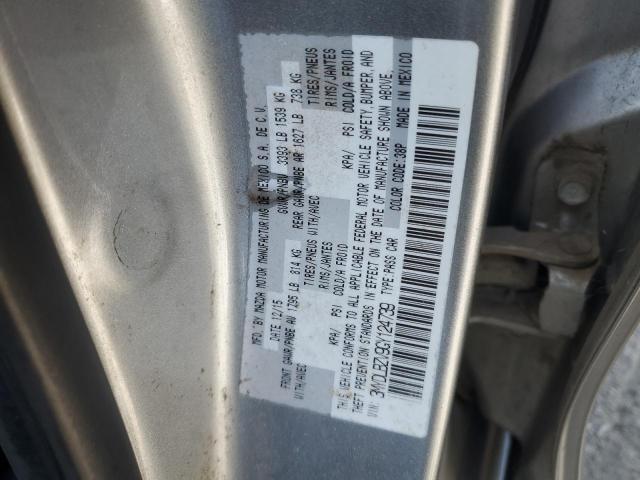 MFD. BY MAZDA MOTOR MANUFACTURING DE MEXICO S.A. DE C.V.
DATE 12/15 GVWR/PNBV 3393 LB 1539 KG
FRONT GAWR/PNBE AV 1795 LB 814 KG REAR GAWR/PNBE AR 1627 LB 738 KG
WITH/AVEC TIRES/PNEUS WITH/AVEC TIRES/PNEUS
RIMS/JANTES RIMS/JANTES
KPA/ PSI COLD/A FROID KPA/ PSI COLD/A FROID
THIS VEHICLE CONFORMS TO ALL APPLICABLE FEDERAL MOTOR VEHICLE SAFETY, BUMPER, AND
THEFT PREVENTION STANDARDS IN EFFECT ON THE DATE OF MANUFACTURE SHOWN ABOVE.
VIN: 3MYDLBZV9GY124739 TYPE:PASS CAR COLOR CODE:38P MADE IN MEXICO